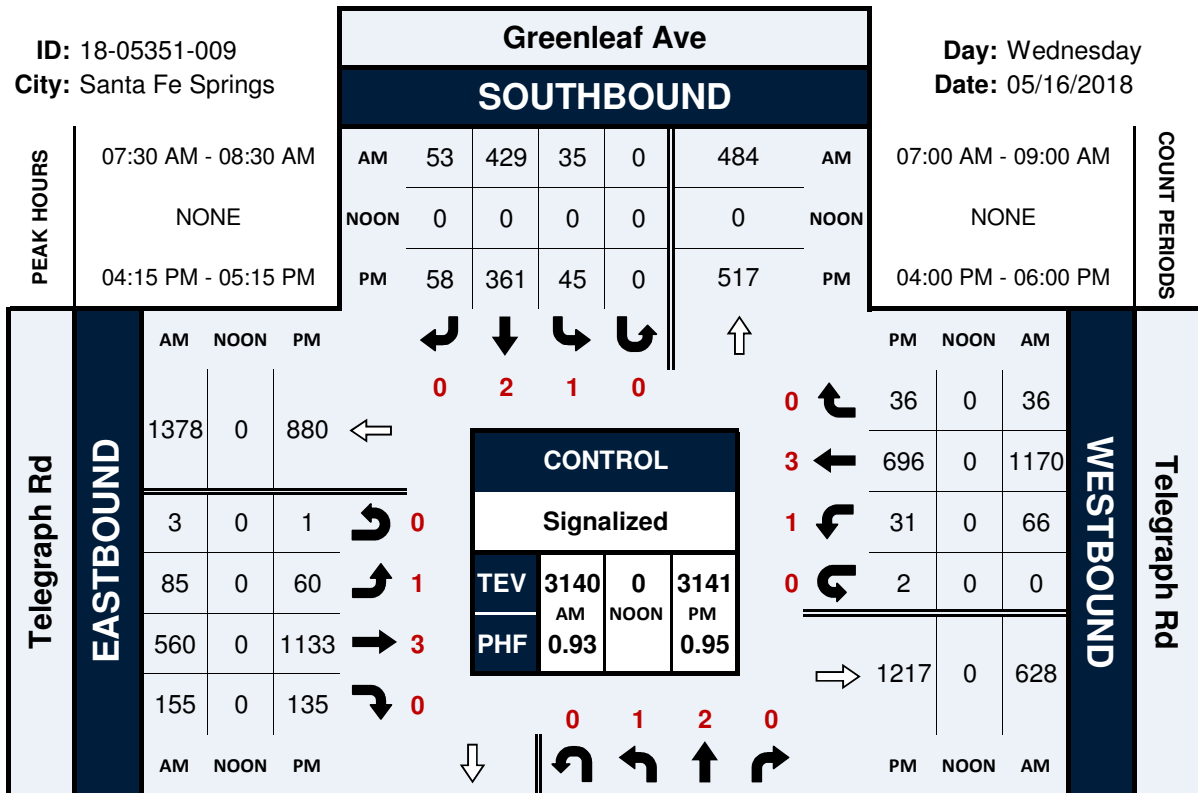 ID: 18-05351-009
City: Santa Fe Springs
Greenleaf Ave
SOUTHBOUND
Day: Wednesday
Date: 05/16/2018
PEAK HOURS
07:30 AM - 08:30 AM
NONE
04:15 PM - 05:15 PM
AM 53 429 35 0 484 AM
NOON 0 0 0 0 0 NOON
PM 58 361 45 0 517 PM
07:00 AM - 09:00 AM
NONE
04:00 PM - 06:00 PM
COUNT PERIODS
0 2 1 0
Telegraph Rd
EASTBOUND
AM NOON PM
1378 0 880
3 0 1 0
85 0 60 1
560 0 1133 3
155 0 135 0
AM NOON PM
CONTROL
Signalized
TEV 3140 0 3141
AM NOON PM
PHF 0.93 0.95
PM NOON AM
0 36 0 36
3 696 0 1170
1 31 0 66
0 2 0 0
1217 0 628
PM NOON AM
WESTBOUND
Telegraph Rd
0 1 2 0